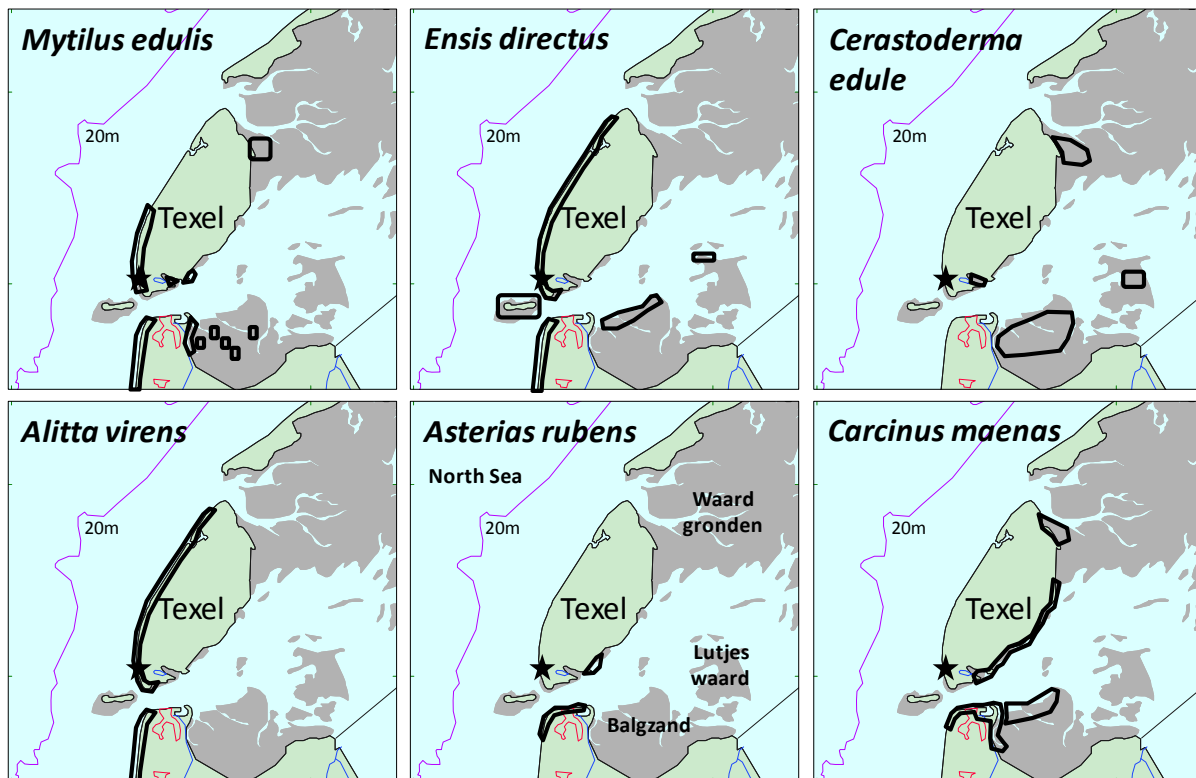 Mytilus edulis
20m
Texel
Ensis directus
20m
Texel
Cerastoderma
edule
20m
Texel
Alitta virens
20m
Texel
Asterias rubens
North Sea
Waard
gronden
20m
Texel
Lutjes
waard
Balgzand
Carcinus maenas
20m
Texel